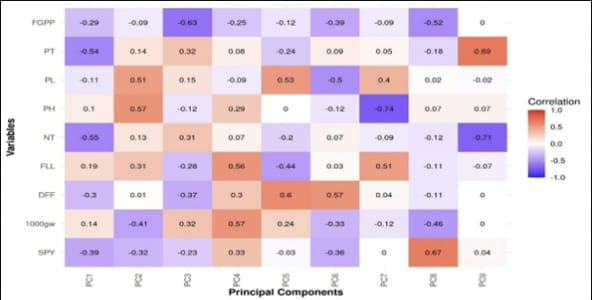 FGPP -0.29 -0.09 -0.63 -0.25 -0.12 -0.39 -0.09 -0.52 0
PT -0.54 0.14 0.32 0.08 -0.24 0.09 0.05 -0.18 0.69
PL -0.11 0.51 0.15 -0.09 0.53 -0.5 0.4 0.02 -0.02
PH 0.1 0.57 -0.12 0.29 0 -0.12 -0.74 0.07 0.07
NT -0.55 0.13 0.31 0.07 -0.2 0.07 -0.09 -0.12 -0.71
FLL 0.19 0.31 -0.28 0.56 -0.44 0.03 0.51 -0.11 -0.07
DFF -0.3 0.01 -0.37 0.3 0.6 0.57 0.04 -0.11 0
1000gw 0.14 -0.41 0.32 0.57 0.24 -0.33 -0.12 -0.46 0
SPY -0.39 -0.32 -0.23 0.33 -0.03 -0.36 0 0.67 0.04
PC1 PC2 PC3 PC4 PC5 PC6 PC7 PC8 PC9
Principal Components
Variables
Correlation
1.0
0.5
0.0
-0.5
-1.0